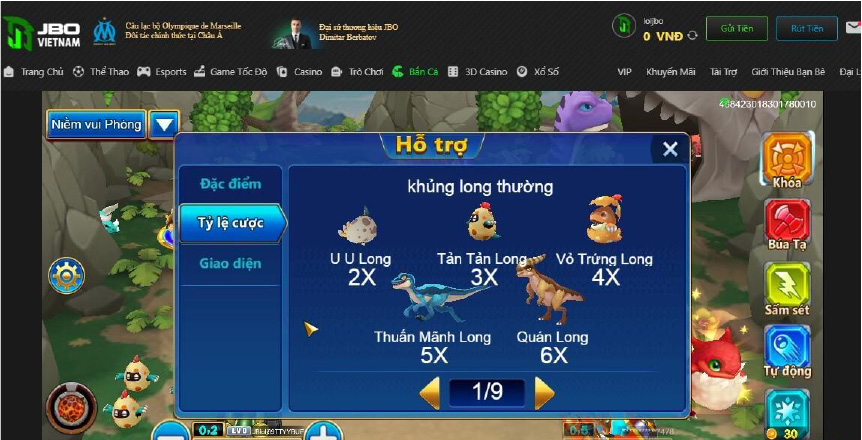 JBO
VIETNAM
Câu lạc bộ Olympique de Marseille
Đối tác chính thức tại Châu Á
Đại sứ thương hiệu JBO
Dimitar Berbatov
loijbo
0 VNĐ
Gửi Tiền
Rút Tiền
Trang Chủ
Thể Thao
Esports
Game Tốc Độ
Casino
Trò Chơi
Bắn Cá
3D Casino
Xổ Số
VIP
Khuyến Mãi
Tài Trợ
Giới Thiệu Bạn Bè
Đại L
Niềm vui Phòng
Hỗ trợ
Đặc điểm
Tỷ lệ cược
Giao diện
khủng long thường
U U Long
2X
Tản Tản Long
3X
Vỏ Trứng Long
4X
Thuấn Mãnh Long
5X
Quán Long
6X
1/9
Khóa
Búa Tạ
Sấm sét
Tự động
30
0,2
LV0